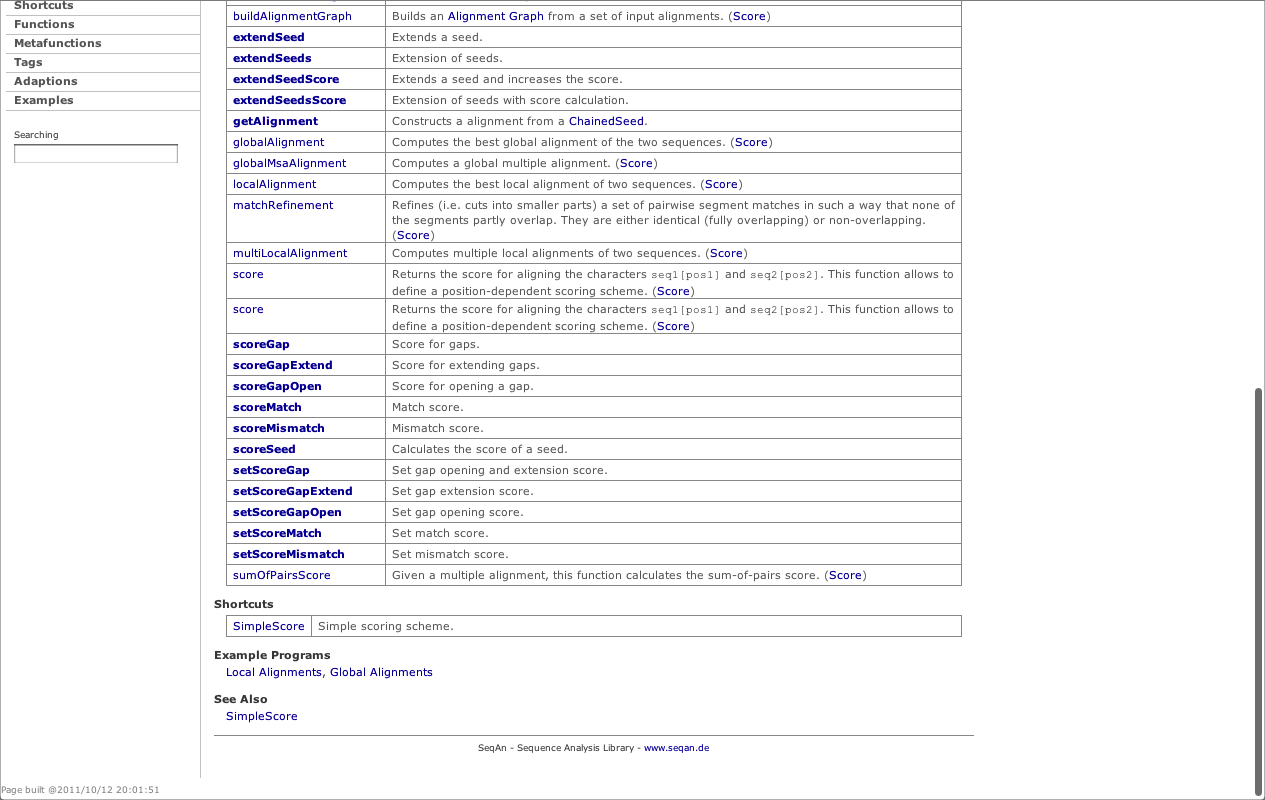 Shortcuts
Functions
Metafunctions
Tags
Adaptions
Examples
Searching
buildAlignmentGraph Builds an Alignment Graph from a set of input alignments. (Score)
extendSeed Extends a seed.
extendSeeds Extension of seeds.
extendSeedScore Extends a seed and increases the score.
extendSeedsScore Extension of seeds with score calculation.
getAlignment Constructs a alignment from a ChainedSeed.
globalAlignment Computes the best global alignment of the two sequences. (Score)
globalMsaAlignment Computes a global multiple alignment. (Score)
localAlignment Computes the best local alignment of two sequences. (Score)
matchRefinement Refines (i.e. cuts into smaller parts) a set of pairwise segment matches in such a way that none of
the segments partly overlap. They are either identical (fully overlapping) or non-overlapping.
(Score)
multiLocalAlignment Computes multiple local alignments of two sequences. (Score)
score Returns the score for aligning the characters seq1[pos1] and seq2[pos2]. This function allows to
define a position-dependent scoring scheme. (Score)
score Returns the score for aligning the characters seq1[pos1] and seq2[pos2]. This function allows to
define a position-dependent scoring scheme. (Score)
scoreGap Score for gaps.
scoreGapExtend Score for extending gaps.
scoreGapOpen Score for opening a gap.
scoreMatch Match score.
scoreMismatch Mismatch score.
scoreSeed Calculates the score of a seed.
setScoreGap Set gap opening and extension score.
setScoreGapExtend Set gap extension score.
setScoreGapOpen Set gap opening score.
setScoreMatch Set match score.
setScoreMismatch Set mismatch score.
sumOfPairsScore Given a multiple alignment, this function calculates the sum-of-pairs score. (Score)
Shortcuts
SimpleScore Simple scoring scheme.
Example Programs
Local Alignments, Global Alignments
See Also
SimpleScore
SeqAn - Sequence Analysis Library - www.seqan.de
Page built @2011/10/12 20:01:51